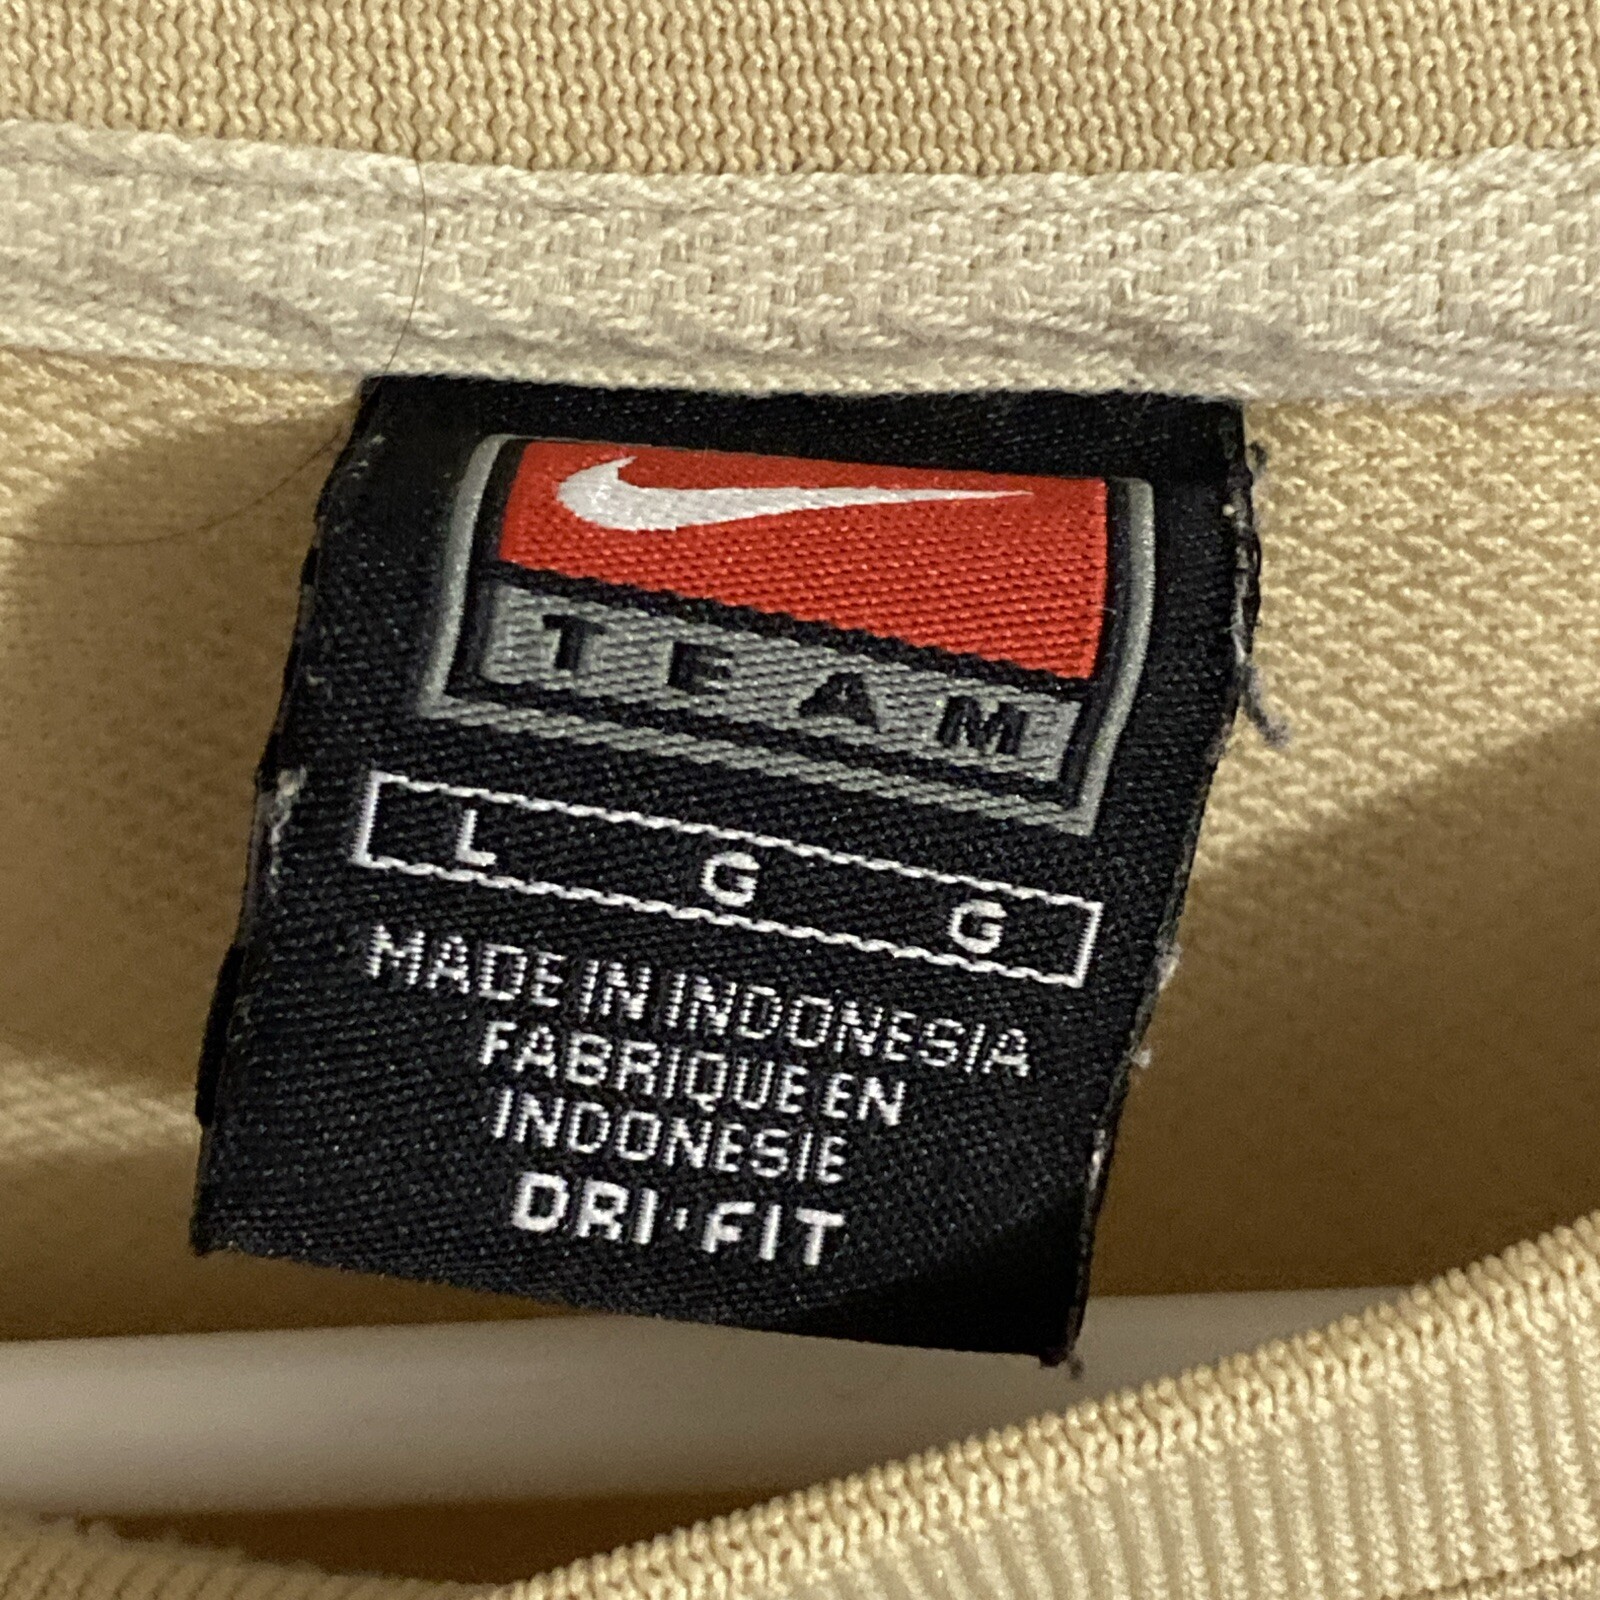 TEAM
L G G
MADE IN INDONESIA
FABRIQUE EN
INDONESIE
DRI·FIT